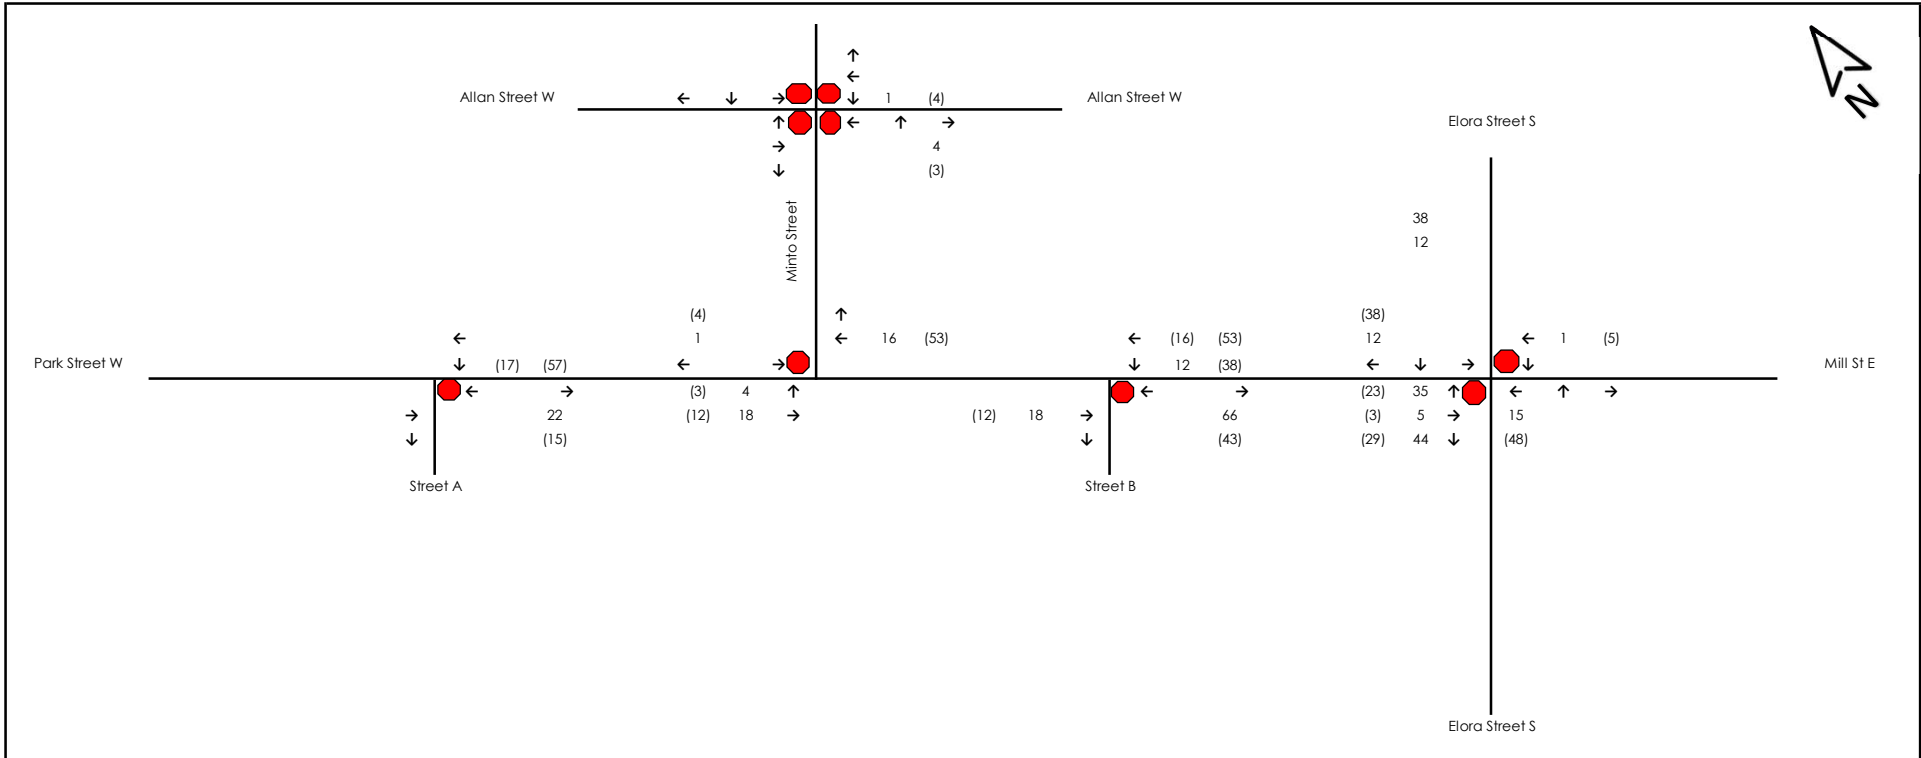 Allan Street W
Allan Street W
1 (4)
4
(3)
N
Elora Street S
Minto Street
38
12
(4)
1
16 (53)
(16) (53)
12 (38)
(38)
12
1 (5)
Park Street W
(17) (57)
Mill St E
(3) 4
(12) 18
22
(15)
(12) 18
66
(43)
(23) 35
(3) 5
(29) 44
15
(48)
Street A
Street B
Elora Street S